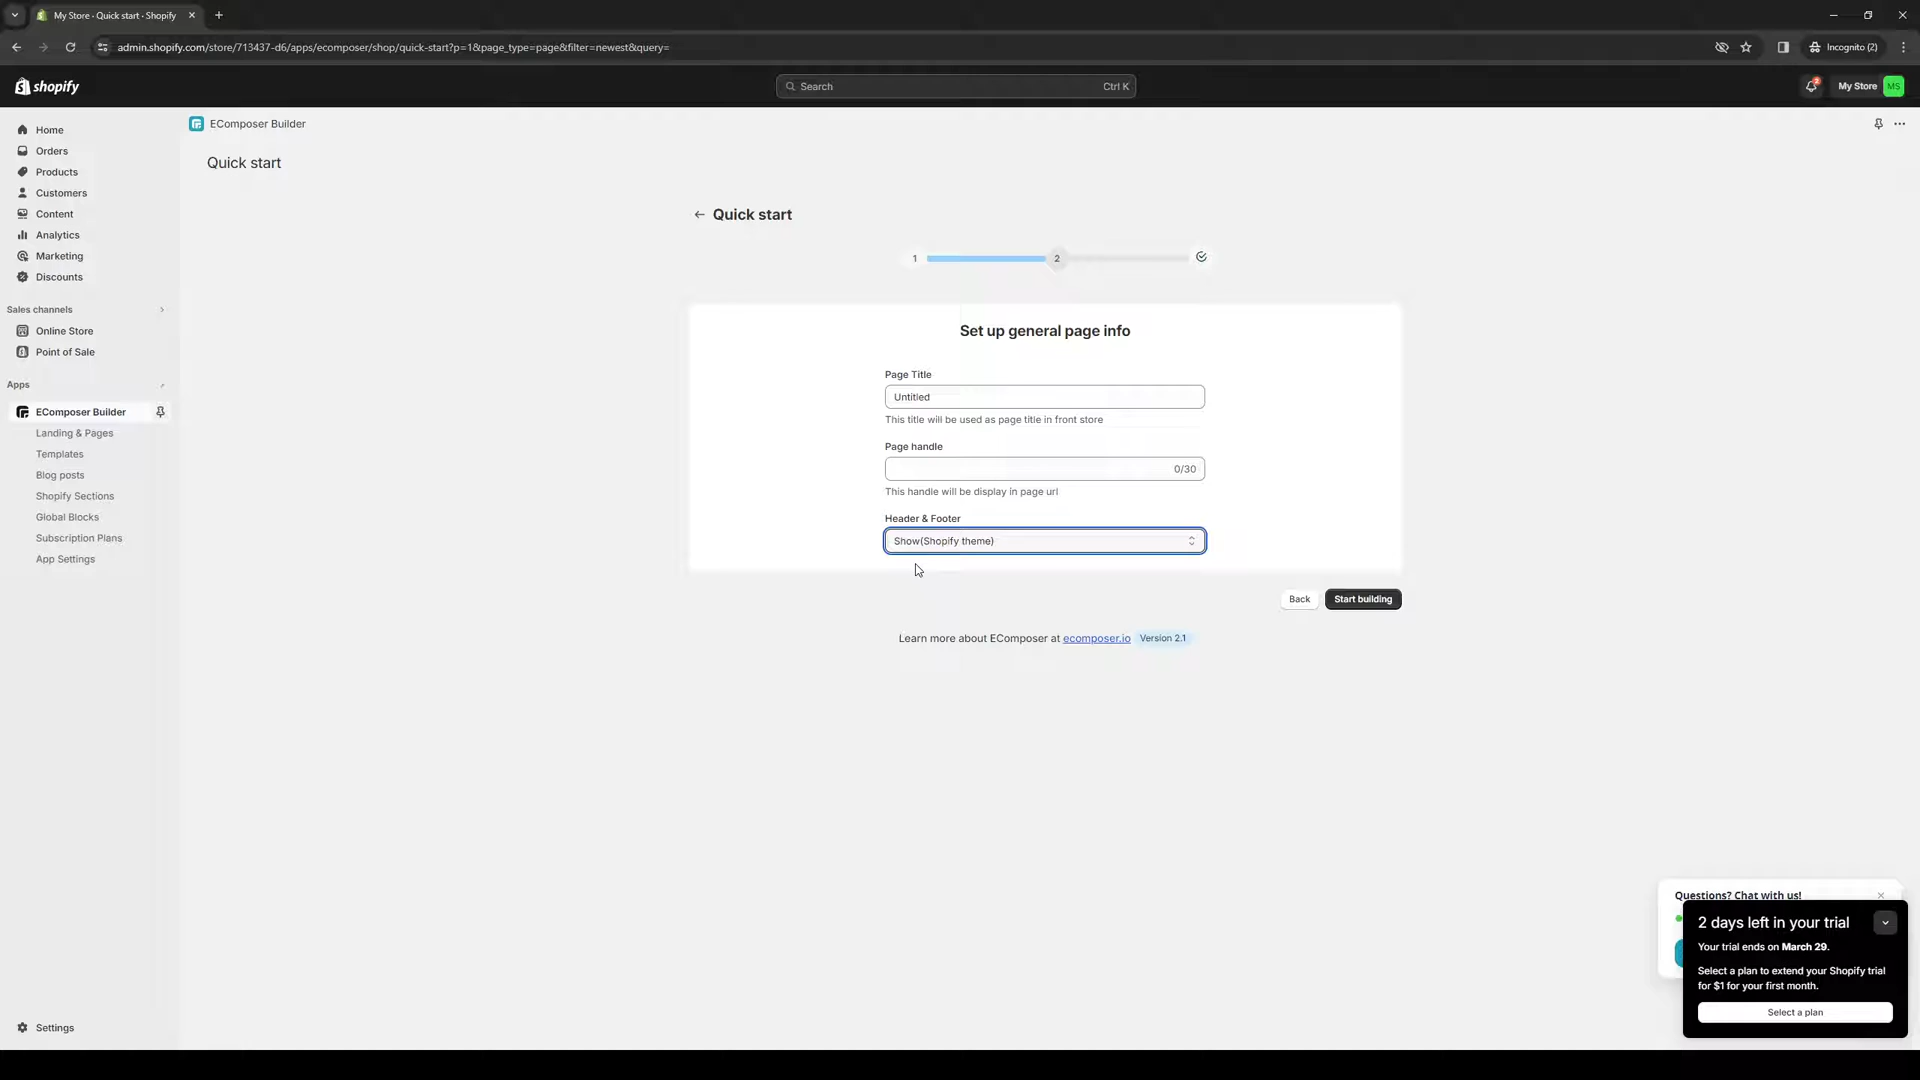 My Store · Quick start · Shopify
admin.shopify.com/store/713437-d6/apps/ecomposer/shop/quick-start?p=1&page_type=page&filter=newest&query=
Incognito (2)
shopify
Search
Ctrl K
2
My Store
MS
Home
Orders
Products
Customers
Content
Analytics
Marketing
Discounts
Sales channels
Online Store
Point of Sale
Apps
EComposer Builder
Landing & Pages
Templates
Blog posts
Shopify Sections
Global Blocks
Subscription Plans
App Settings
Settings
EComposer Builder
Quick start
Quick start
1
2
Set up general page info
Page Title
Untitled
This title will be used as page title in front store
Page handle
0/30
This handle will be display in page url
Header & Footer
Show(Shopify theme)
Back
Start building
Learn more about EComposer at ecomposer.io
Version 2.1
Questions? Chat with us!
2 days left in your trial
Your trial ends on March 29.
Select a plan to extend your Shopify trial
for $1 for your first month.
Select a plan